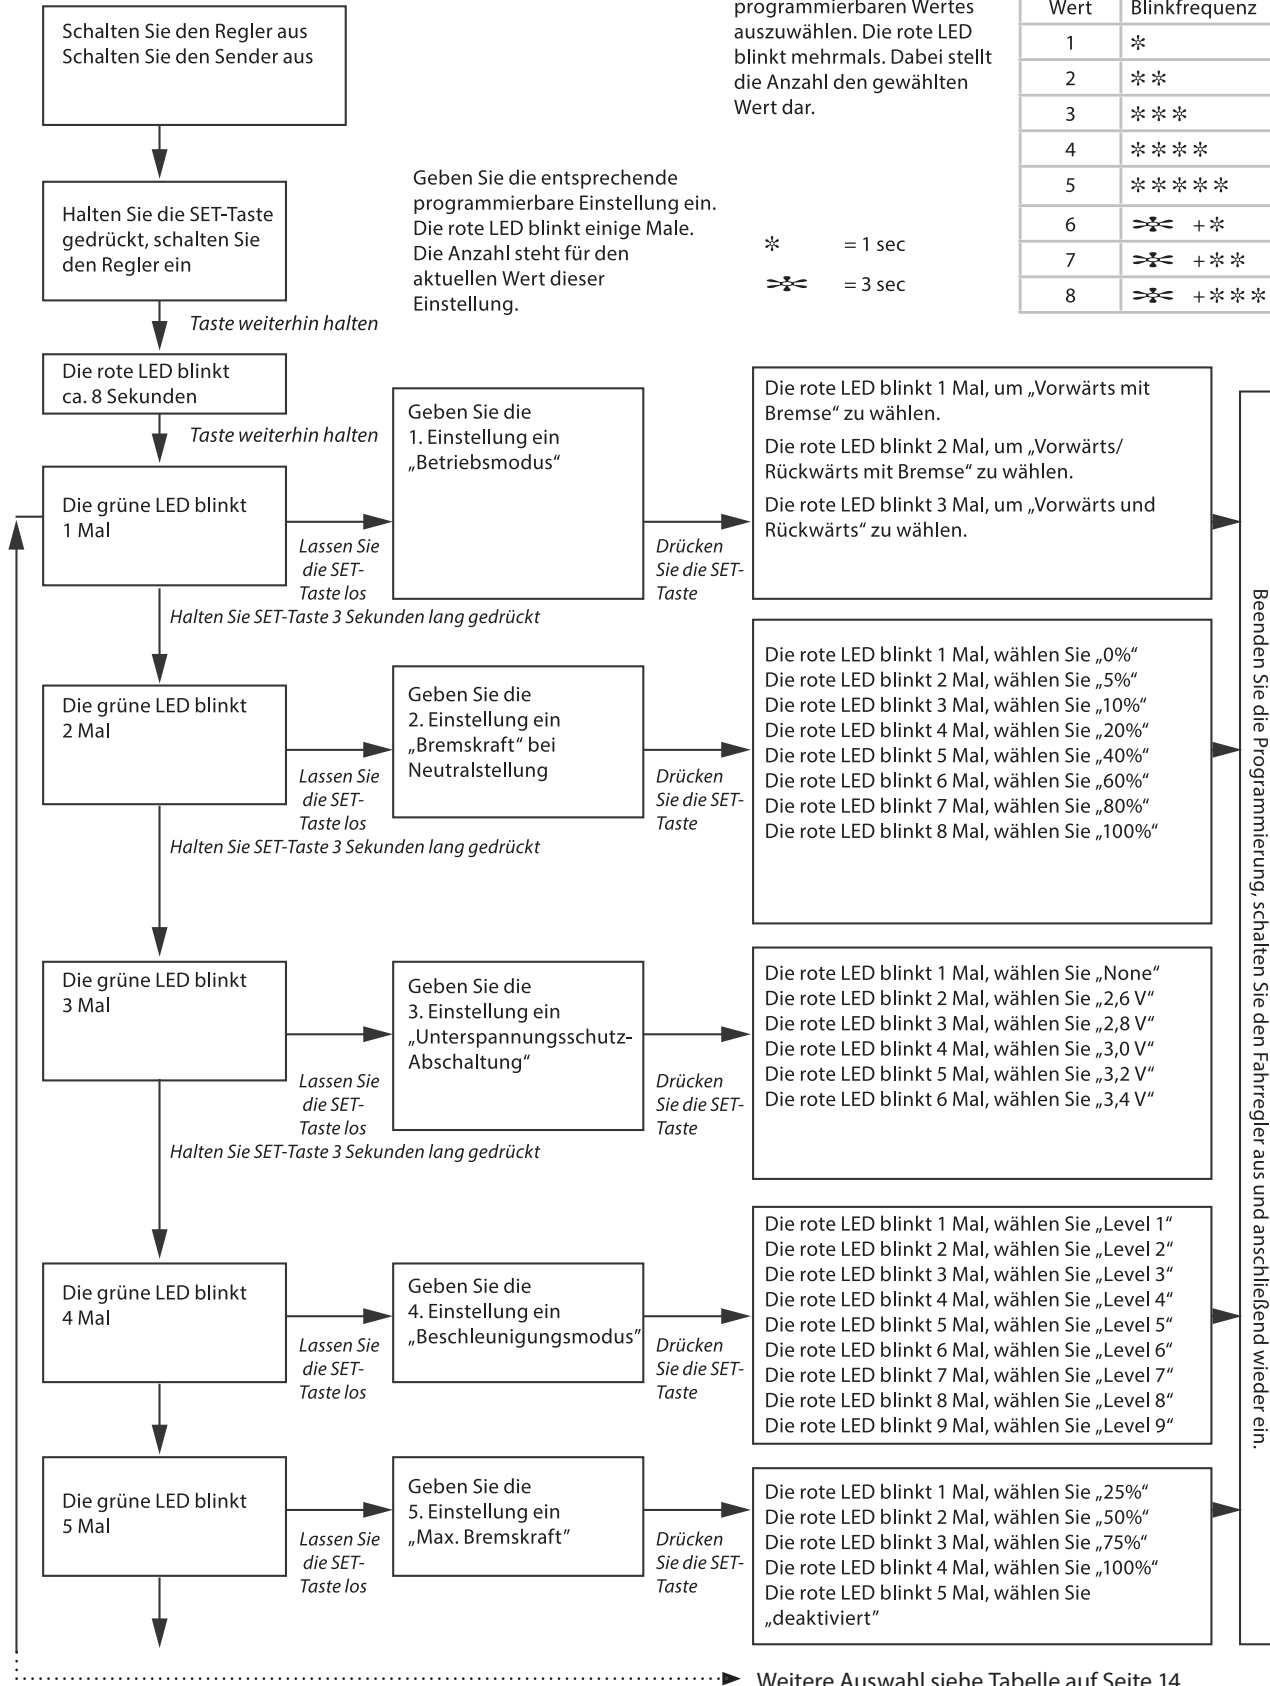 Schalten Sie den Regler aus
Schalten Sie den Sender aus
programmierbaren Wertes
auszuwählen. Die rote LED
blinkt mehrmals. Dabei stellt
die Anzahl den gewählten
Wert dar.
Wert Blinkfrequenz
1 *
2 **
3 ***
4 ****
5 *****
6 +*
7 +**
8 +***
Halten Sie die SET-Taste
gedrückt, schalten Sie
den Regler ein
Geben Sie die entsprechende
programmierbare Einstellung ein.
Die rote LED blinkt einige Male.
Die Anzahl steht für den
aktuellen Wert dieser
Einstellung.
* = 1 sec
= 3 sec
Taste weiterhin halten
Die rote LED blinkt
ca. 8 Sekunden
Taste weiterhin halten
Die grüne LED blinkt
1 Mal
Lassen Sie
die SET-
Taste los
Geben Sie die
1. Einstellung ein
„Betriebsmodus“
Drücken
Sie die SET-
Taste
Die rote LED blinkt 1 Mal, um „Vorwärts mit
Bremse“ zu wählen.
Die rote LED blinkt 2 Mal, um „Vorwärts/
Rückwärts mit Bremse“ zu wählen.
Die rote LED blinkt 3 Mal, um „Vorwärts und
Rückwärts“ zu wählen.
Halten Sie SET-Taste 3 Sekunden lang gedrückt
Die grüne LED blinkt
2 Mal
Lassen Sie
die SET-
Taste los
Geben Sie die
2. Einstellung ein
„Bremskraft“ bei
Neutralstellung
Drücken
Sie die SET-
Taste
Die rote LED blinkt 1 Mal, wählen Sie „0%“
Die rote LED blinkt 2 Mal, wählen Sie „5%“
Die rote LED blinkt 3 Mal, wählen Sie „10%“
Die rote LED blinkt 4 Mal, wählen Sie „20%“
Die rote LED blinkt 5 Mal, wählen Sie „40%“
Die rote LED blinkt 6 Mal, wählen Sie „60%“
Die rote LED blinkt 7 Mal, wählen Sie „80%“
Die rote LED blinkt 8 Mal, wählen Sie „100%“
Halten Sie SET-Taste 3 Sekunden lang gedrückt
Die grüne LED blinkt
3 Mal
Lassen Sie
die SET-
Taste los
Geben Sie die
3. Einstellung ein
„Unterspannungsschutz-
Abschaltung“
Drücken
Sie die SET-
Taste
Die rote LED blinkt 1 Mal, wählen Sie „None“
Die rote LED blinkt 2 Mal, wählen Sie „2,6 V“
Die rote LED blinkt 3 Mal, wählen Sie „2,8 V“
Die rote LED blinkt 4 Mal, wählen Sie „3,0 V“
Die rote LED blinkt 5 Mal, wählen Sie „3,2 V“
Die rote LED blinkt 6 Mal, wählen Sie „3,4 V“
Halten Sie SET-Taste 3 Sekunden lang gedrückt
Die grüne LED blinkt
4 Mal
Lassen Sie
die SET-
Taste los
Geben Sie die
4. Einstellung ein
„Beschleunigungsmodus”
Drücken
Sie die SET-
Taste
Die rote LED blinkt 1 Mal, wählen Sie „Level 1“
Die rote LED blinkt 2 Mal, wählen Sie „Level 2“
Die rote LED blinkt 3 Mal, wählen Sie „Level 3“
Die rote LED blinkt 4 Mal, wählen Sie „Level 4“
Die rote LED blinkt 5 Mal, wählen Sie „Level 5“
Die rote LED blinkt 6 Mal, wählen Sie „Level 6“
Die rote LED blinkt 7 Mal, wählen Sie „Level 7“
Die rote LED blinkt 8 Mal, wählen Sie „Level 8“
Die rote LED blinkt 9 Mal, wählen Sie „Level 9“
Die grüne LED blinkt
5 Mal
Lassen Sie
die SET-
Taste los
Geben Sie die
5. Einstellung ein
„Max. Bremskraft“
Drücken
Sie die SET-
Taste
Die rote LED blinkt 1 Mal, wählen Sie „25%“
Die rote LED blinkt 2 Mal, wählen Sie „50%“
Die rote LED blinkt 3 Mal, wählen Sie „75%“
Die rote LED blinkt 4 Mal, wählen Sie „100%“
Die rote LED blinkt 5 Mal, wählen Sie
„deaktiviert”
Beenden Sie die Programmierung, schalten Sie den Fahrregler aus und anschließend wieder ein.
Weitere Auswahl siehe Tabelle auf Seite 14